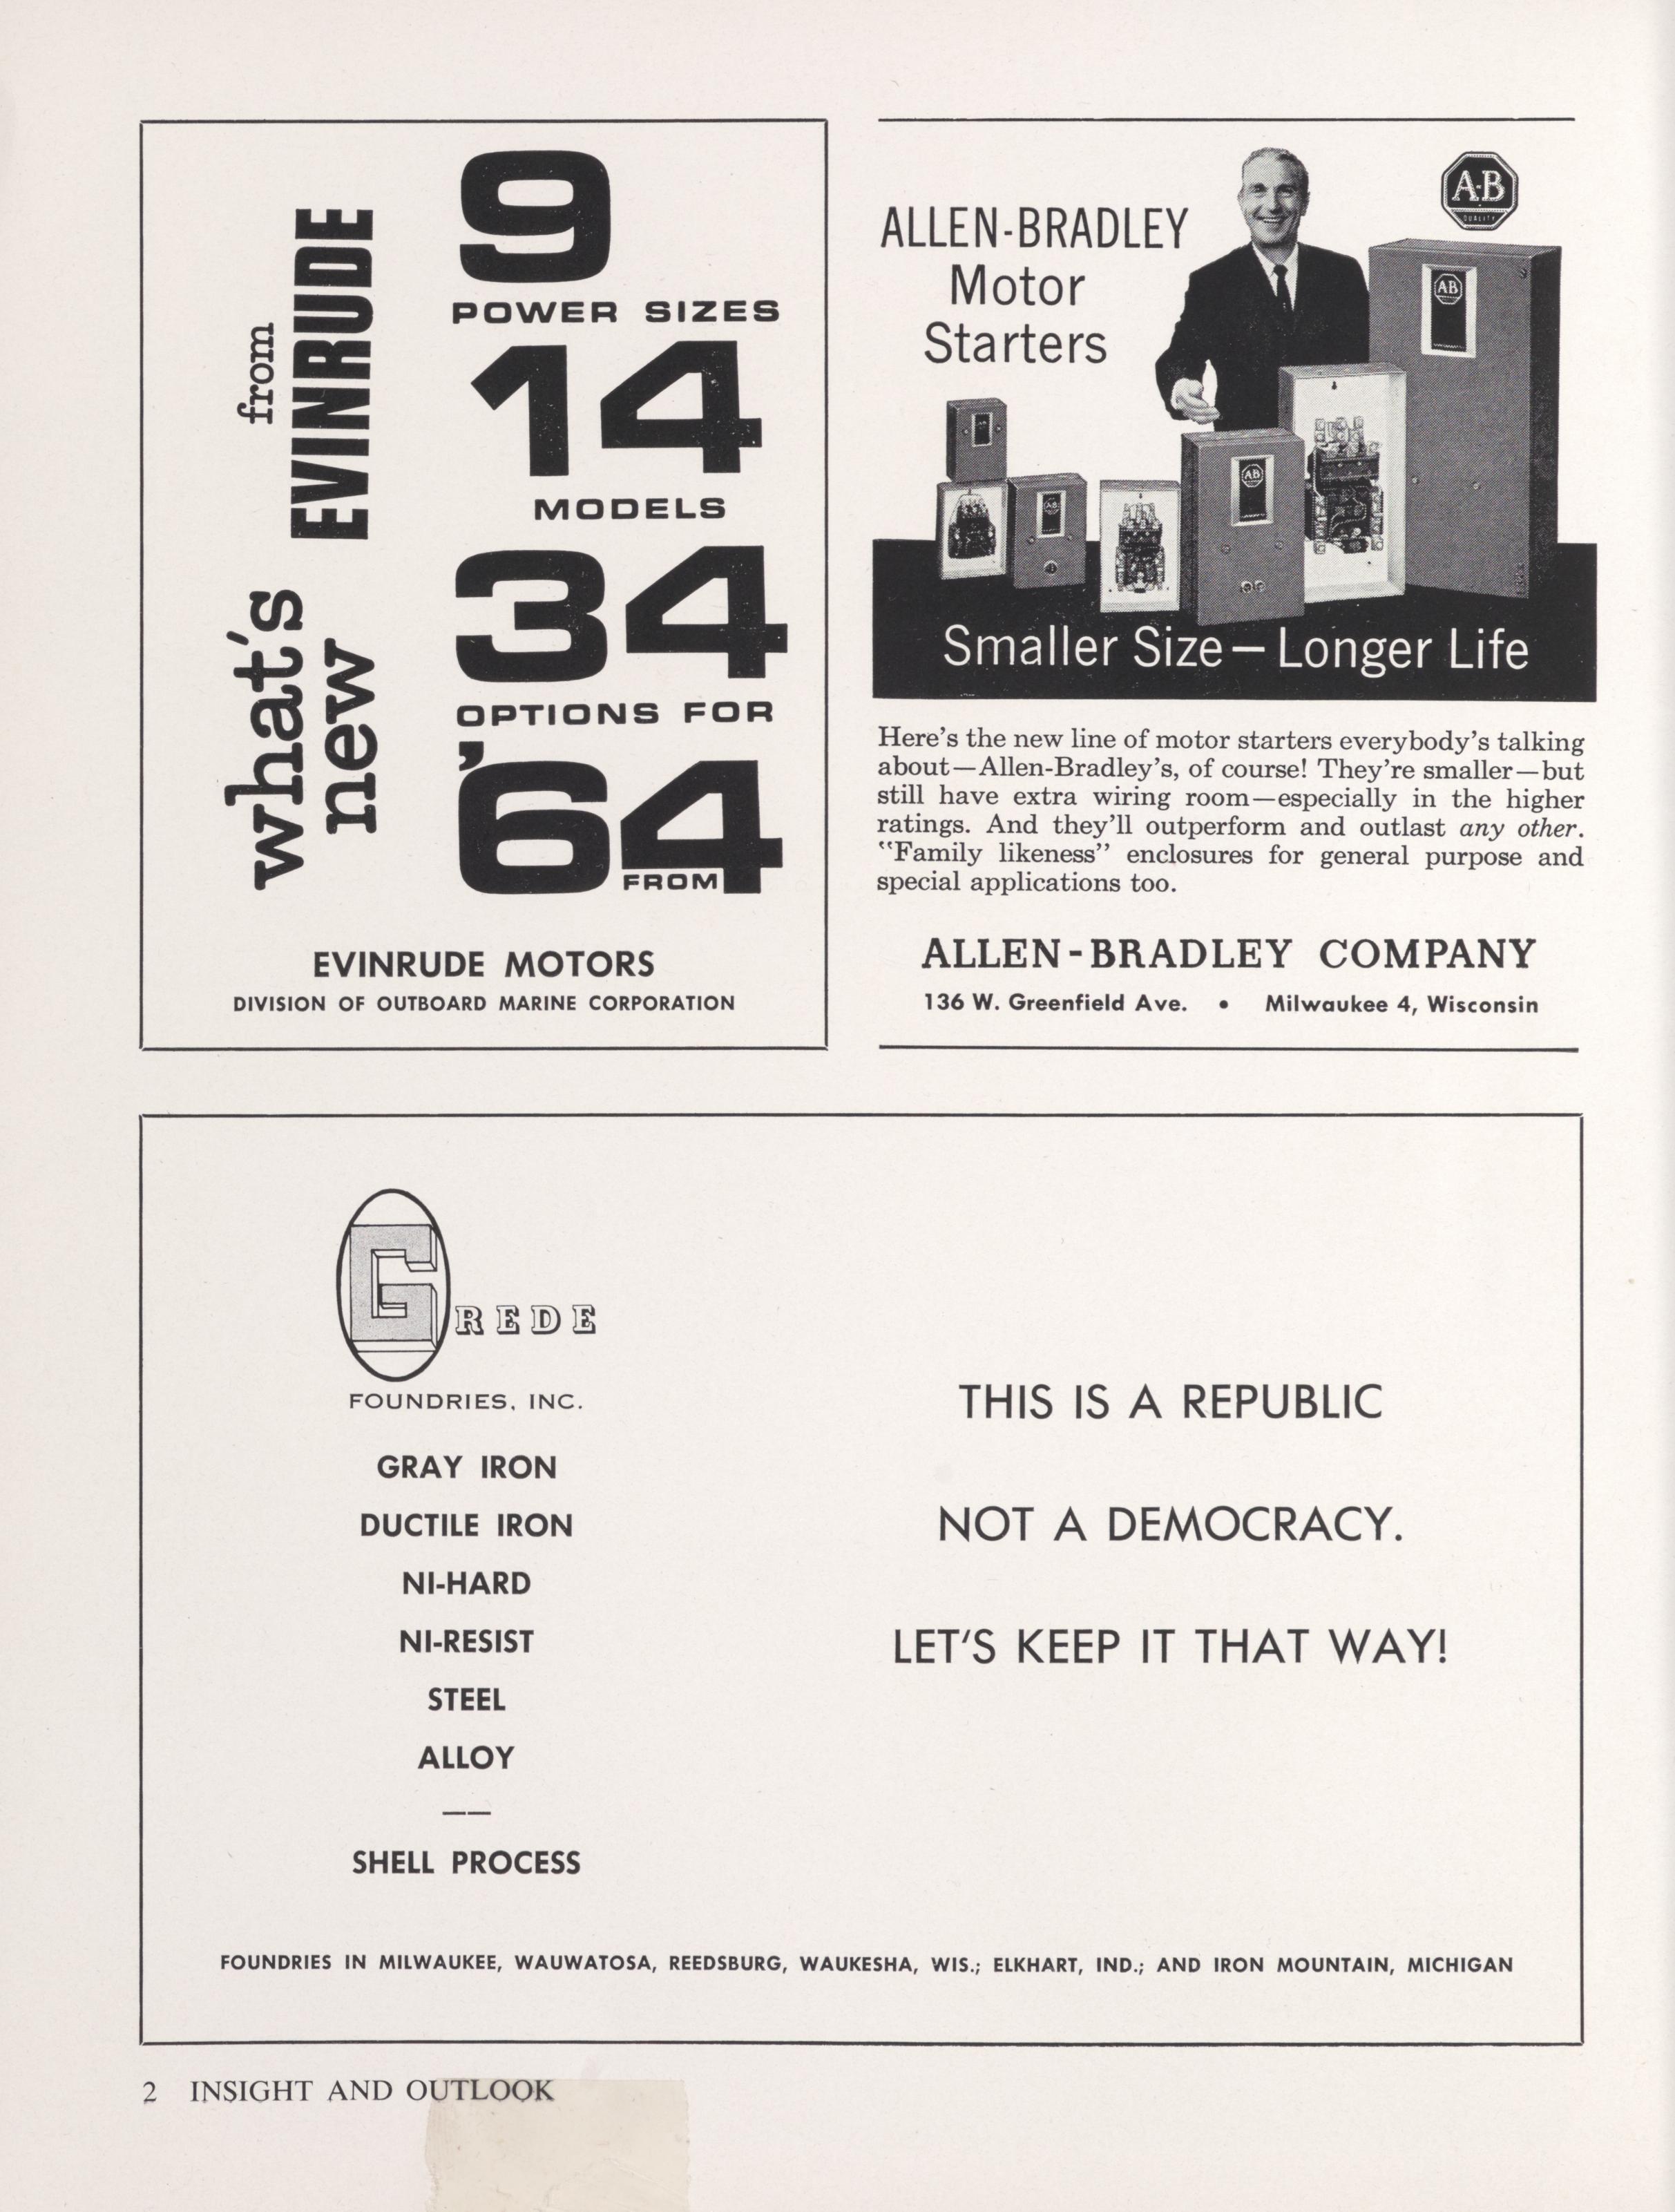 what's
new
from
EVINRUDE
9
POWER SIZES
14
MODELS
34
OPTIONS FOR
'64
FROM
EVINRUDE MOTORS
DIVISION OF OUTBOARD MARINE CORPORATION
ALLEN-BRADLEY
Motor
Starters
A-B
QUALITY
AB
AB
AB
Smaller Size—Longer Life
Here's the new line of motor starters everybody's talking
about—Allen-Bradley's, of course! They're smaller—but
still have extra wiring room—especially in the higher
ratings. And they'll outperform and outlast any other.
"Family likeness" enclosures for general purpose and
special applications too.
ALLEN-BRADLEY COMPANY
136 W. Greenfield Ave. • Milwaukee 4, Wisconsin
GREDE
FOUNDRIES, INC.
GRAY IRON
DUCTILE IRON
NI-HARD
NI-RESIST
STEEL
ALLOY
——
SHELL PROCESS
THIS IS A REPUBLIC
NOT A DEMOCRACY.
LET'S KEEP IT THAT WAY!
FOUNDRIES IN MILWAUKEE, WAUWATOSA, REEDSBURG, WAUKESHA, WIS.; ELKHART, IND.; AND IRON MOUNTAIN, MICHIGAN
2 INSIGHT AND OUTLOOK